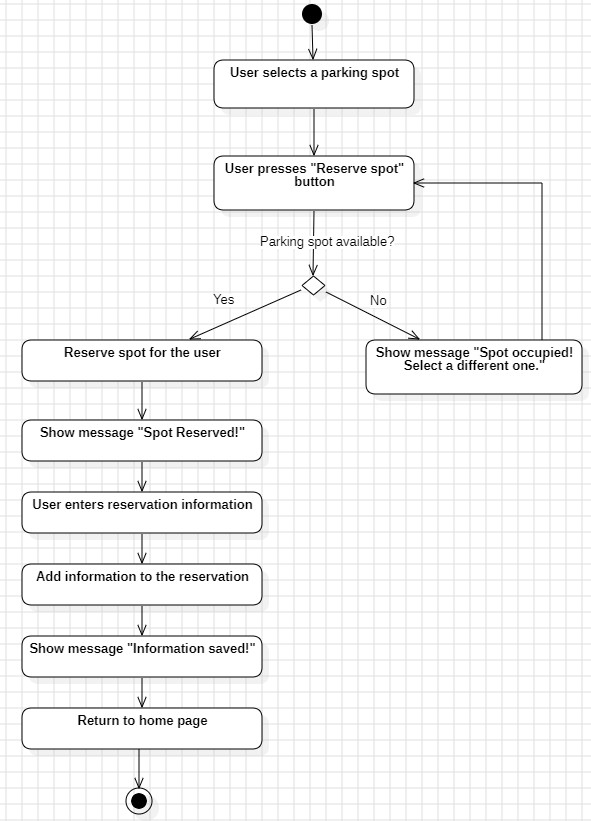 User selects a parking spot
User presses "Reserve spot"
button
Parking spot available?
Yes
No
Reserve spot for the user
Show message "Spot occupied!
Select a different one."
Show message "Spot Reserved!"
User enters reservation information
Add information to the reservation
Show message "Information saved!"
Return to home page